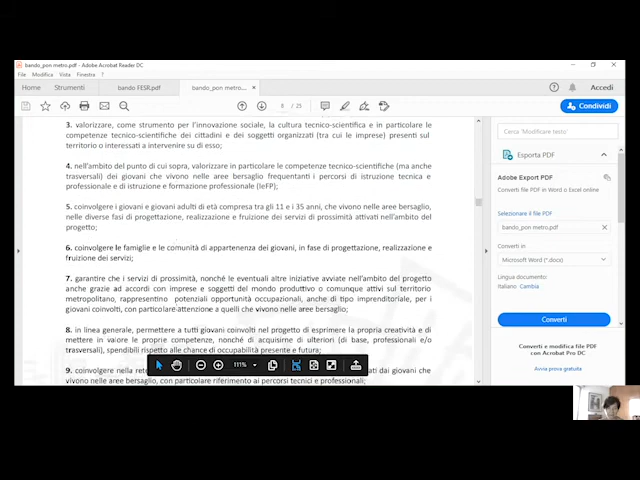 bando_pon metro.pdf - Adobe Acrobat Reader DC
File Modifica Vista Finestra ?
Home Strumenti bando FESR.pdf bando_pon metro.... × Accedi
8 / 25 Condividi
3. valorizzare, come strumento per l'innovazione sociale, la cultura tecnico-scientifica e in particolare le
competenze tecnico-scientifiche dei cittadini e dei soggetti organizzati (tra cui le imprese) presenti sul
territorio o interessati a intervenire su di esso;
4. nell'ambito del punto di cui sopra, valorizzare in particolare le competenze tecnico-scientifiche (ma anche
trasversali) dei giovani che vivono nelle aree bersaglio frequentanti i percorsi di istruzione tecnica e
professionale e di istruzione e formazione professionale (IeFP);
5. coinvolgere i giovani e giovani adulti di età compresa tra gli 11 e i 35 anni, che vivono nelle aree bersaglio,
nelle diverse fasi di progettazione, realizzazione e fruizione dei servizi di prossimità attivati nell'ambito del
progetto;
6. coinvolgere le famiglie e le comunità di appartenenza dei giovani, in fase di progettazione, realizzazione e
fruizione dei servizi;
7. garantire che i servizi di prossimità, nonché le eventuali altre iniziative avviate nell'ambito del progetto
anche grazie ad accordi con imprese e soggetti del mondo produttivo o comunque attivi sul territorio
metropolitano, rappresentino potenziali opportunità occupazionali, anche di tipo imprenditoriale, per i
giovani coinvolti, con particolare attenzione a quelli che vivono nelle aree bersaglio;
8. in linea generale, permettere a tutti giovani coinvolti nel progetto di esprimere la propria creatività e di
mettere in valore le proprie competenze, nonché di acquisirne di ulteriori (di base, professionali e/o
trasversali), spendibili rispetto alle chance di occupabilità presente e futura;
9. coinvolgere nella rete dati dai giovani che
vivono nelle aree bersaglio, con particolare riferimento ai percorsi tecnici e professionali;
111%
Cerca 'Modificare testo'
Esporta PDF
Adobe Export PDF
Converti file PDF in Word o Excel online
Selezionare il file PDF
bando_pon metro.pdf ×
Converti in
Microsoft Word (*.docx)
Lingua documento:
Italiano Cambia
Converti
Converti e modifica file PDF
con Acrobat Pro DC
Avvia prova gratuita